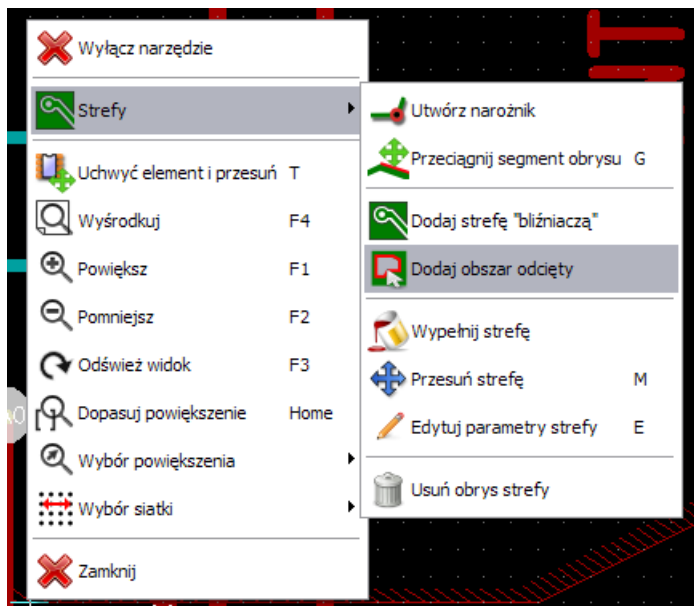 Wyłącz narzędzie
Strefy
Uchwyć element i przesuń T
Wyśrodkuj F4
Powiększ F1
Pomniejsz F2
Odśwież widok F3
Dopasuj powiększenie Home
Wybór powiększenia
Wybór siatki
Zamknij
Utwórz narożnik
Przeciągnij segment obrysu G
Dodaj strefę "bliźniaczą"
Dodaj obszar odcięty
Wypełnij strefę
Przesuń strefę M
Edytuj parametry strefy E
Usuń obrys strefy